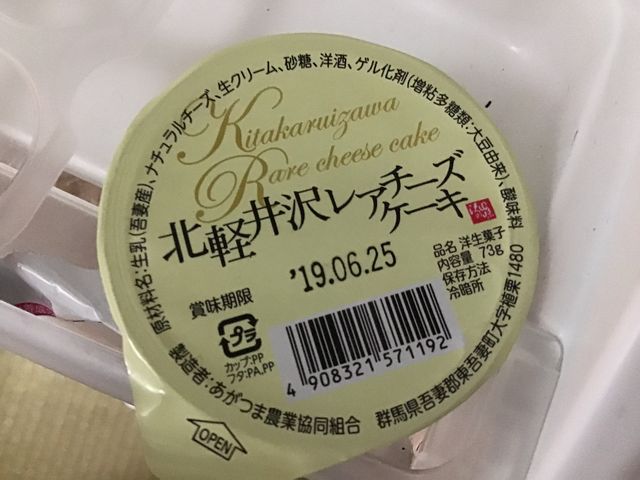 原材料名:生乳(吾妻産)、ナチュラルチーズ、生クリーム、砂糖、洋酒、ゲル化剤(増粘多糖類:大豆由来)、酸味料
Kitakaruizawa
Rare cheese cake
北軽井沢レアチーズ
ケーキ
品名 洋生菓子
内容量 73g
保存方法
冷暗所
'19.06.25
賞味期限
プラ
カップ:PP
フタ:PA,PP
4 908321 571192
製造者:あがつま農業協同組合 群馬県吾妻郡東吾妻町大字植栗1480
OPEN